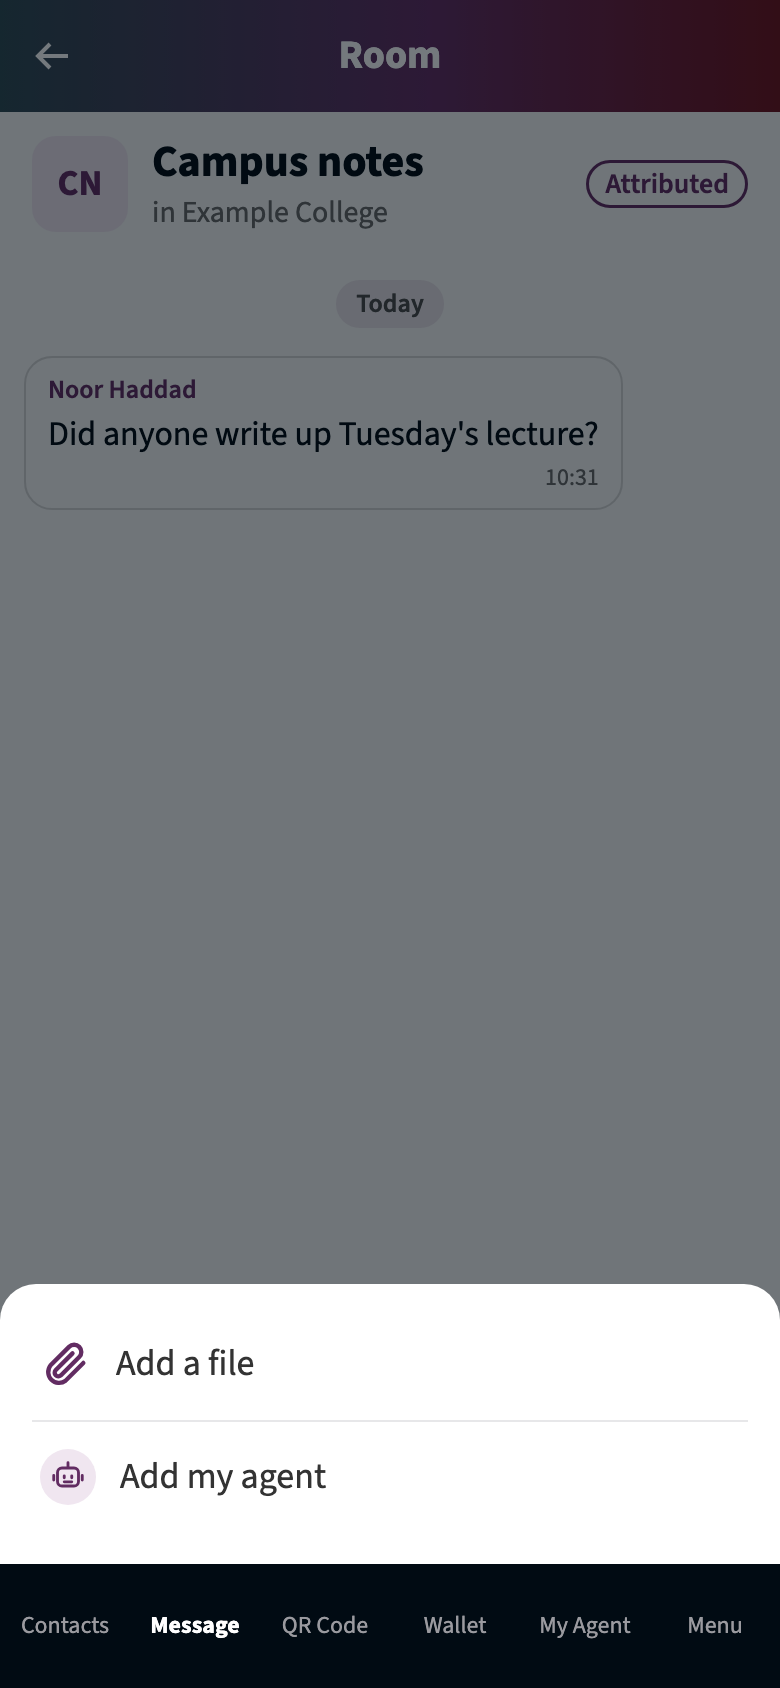 Room
CN
Campus notes
in Example College
Attributed
Today
Noor Haddad
Did anyone write up Tuesday's lecture?
10:31
Add a file
Add my agent
Contacts Message QR Code Wallet My Agent Menu